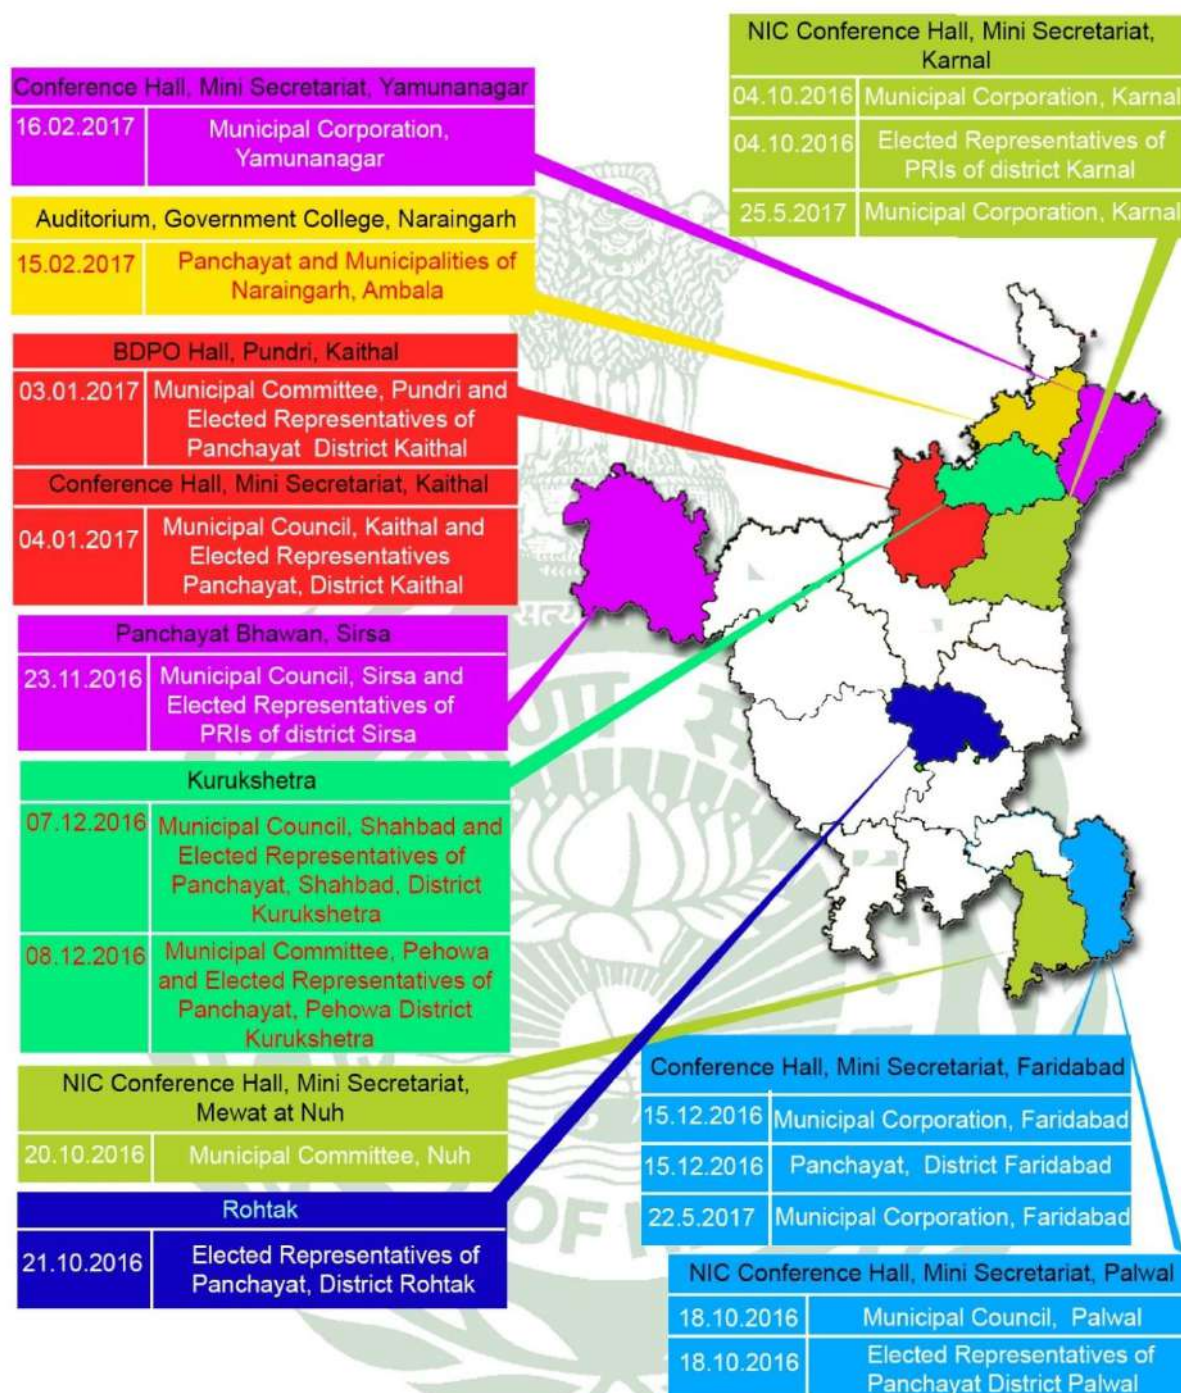 NIC Conference Hall, Mini Secretariat,
Karnal
04.10.2016 Municipal Corporation, Karnal
04.10.2016 Elected Representatives of
PRIs of district Karnal
25.5.2017 Municipal Corporation, Karnal
Conference Hall, Mini Secretariat, Yamunanagar
16.02.2017 Municipal Corporation,
Yamunanagar
Auditorium, Government College, Naraingarh
15.02.2017 Panchayat and Municipalities of
Naraingarh, Ambala
BDPO Hall, Pundri, Kaithal
03.01.2017 Municipal Committee, Pundri and
Elected Representatives of
Panchayat District Kaithal
Conference Hall, Mini Secretariat, Kaithal
04.01.2017 Municipal Council, Kaithal and
Elected Representatives
Panchayat, District Kaithal
Panchayat Bhawan, Sirsa
23.11.2016 Municipal Council, Sirsa and
Elected Representatives of
PRIs of district Sirsa
Kurukshetra
07.12.2016 Municipal Council, Shahbad and
Elected Representatives of
Panchayat, Shahbad, District
Kurukshetra
08.12.2016 Municipal Committee, Pehowa
and Elected Representatives of
Panchayat, Pehowa District
Kurukshetra
NIC Conference Hall, Mini Secretariat,
Mewat at Nuh
20.10.2016 Municipal Committee, Nuh
Rohtak
21.10.2016 Elected Representatives of
Panchayat, District Rohtak
Conference Hall, Mini Secretariat, Faridabad
15.12.2016 Municipal Corporation, Faridabad
15.12.2016 Panchayat, District Faridabad
22.5.2017 Municipal Corporation, Faridabad
NIC Conference Hall, Mini Secretariat, Palwal
18.10.2016 Municipal Council, Palwal
18.10.2016 Elected Representatives of
Panchayat District Palwal
OF